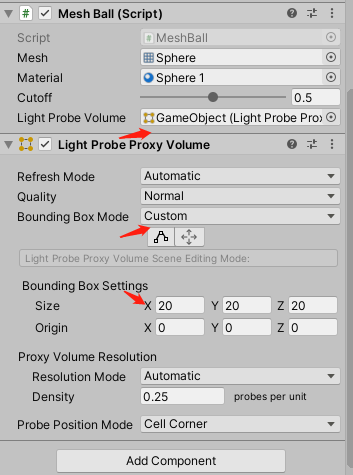 Mesh Ball (Script)
Script # MeshBall
Mesh Sphere
Material Sphere 1
Cutoff 0.5
Light Probe Volume GameObject (Light Probe Prox
Light Probe Proxy Volume
Refresh Mode Automatic
Quality Normal
Bounding Box Mode Custom
Light Probe Proxy Volume Scene Editing Mode:
Bounding Box Settings
Size X 20 Y 20 Z 20
Origin X 0 Y 0 Z 0
Proxy Volume Resolution
Resolution Mode Automatic
Density 0.25 probes per unit
Probe Position Mode Cell Corner
Add Component